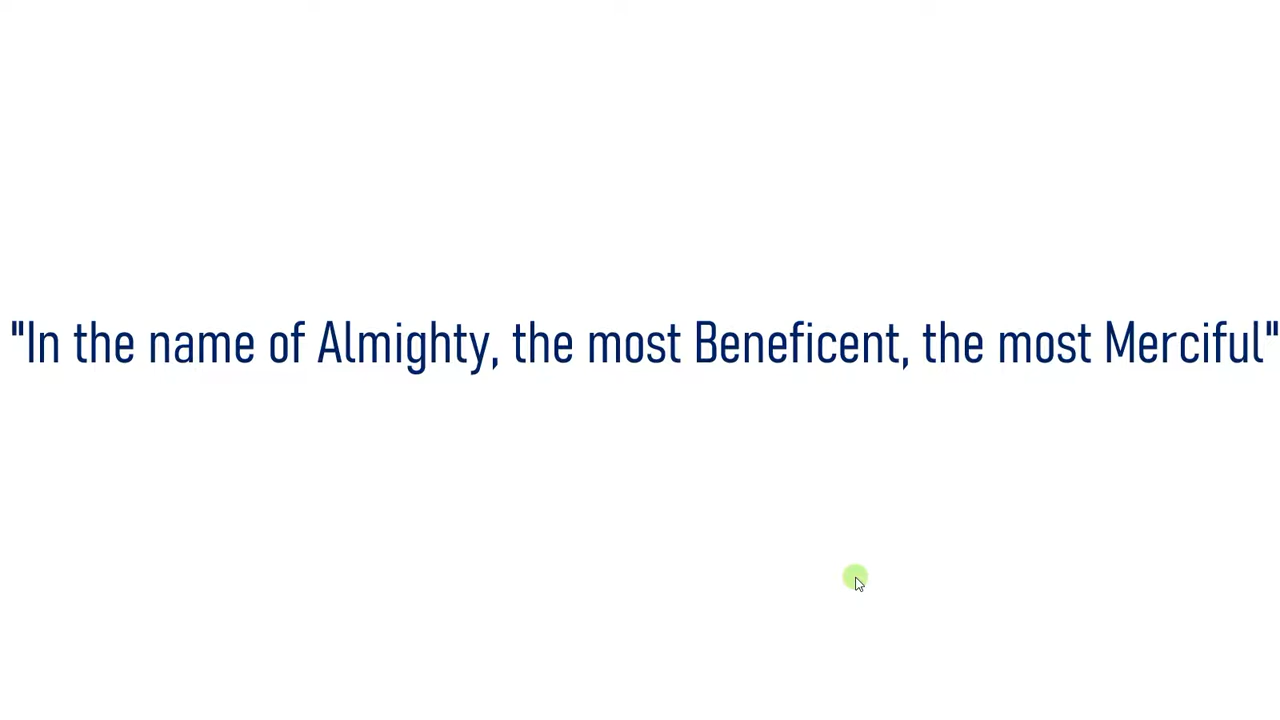 "In the name of Almighty, the most Beneficent, the most Merciful"